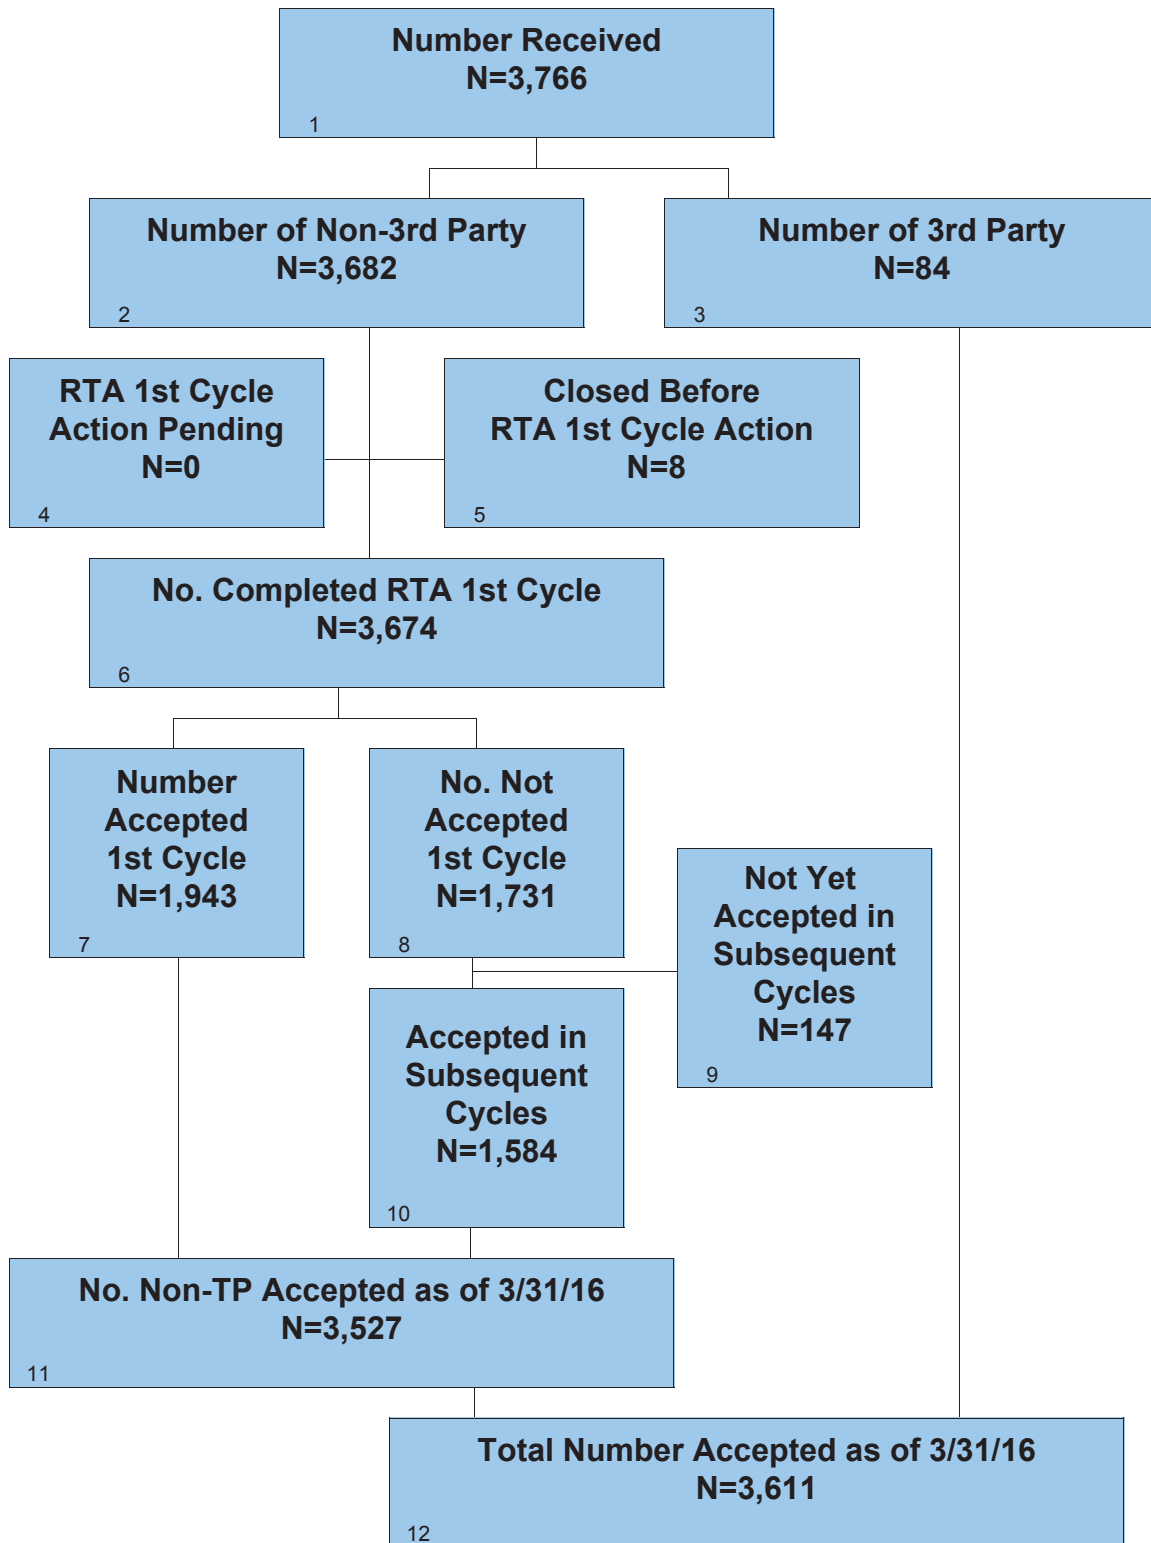 Number Received
N=3,766
1
Number of Non-3rd Party
N=3,682
2
Number of 3rd Party
N=84
3
RTA 1st Cycle
Action Pending
N=0
4
Closed Before
RTA 1st Cycle Action
N=8
5
No. Completed RTA 1st Cycle
N=3,674
6
Number
Accepted
1st Cycle
N=1,943
7
No. Not
Accepted
1st Cycle
N=1,731
8
Not Yet
Accepted in
Subsequent
Cycles
N=147
9
Accepted in
Subsequent
Cycles
N=1,584
10
No. Non-TP Accepted as of 3/31/16
N=3,527
11
Total Number Accepted as of 3/31/16
N=3,611
12